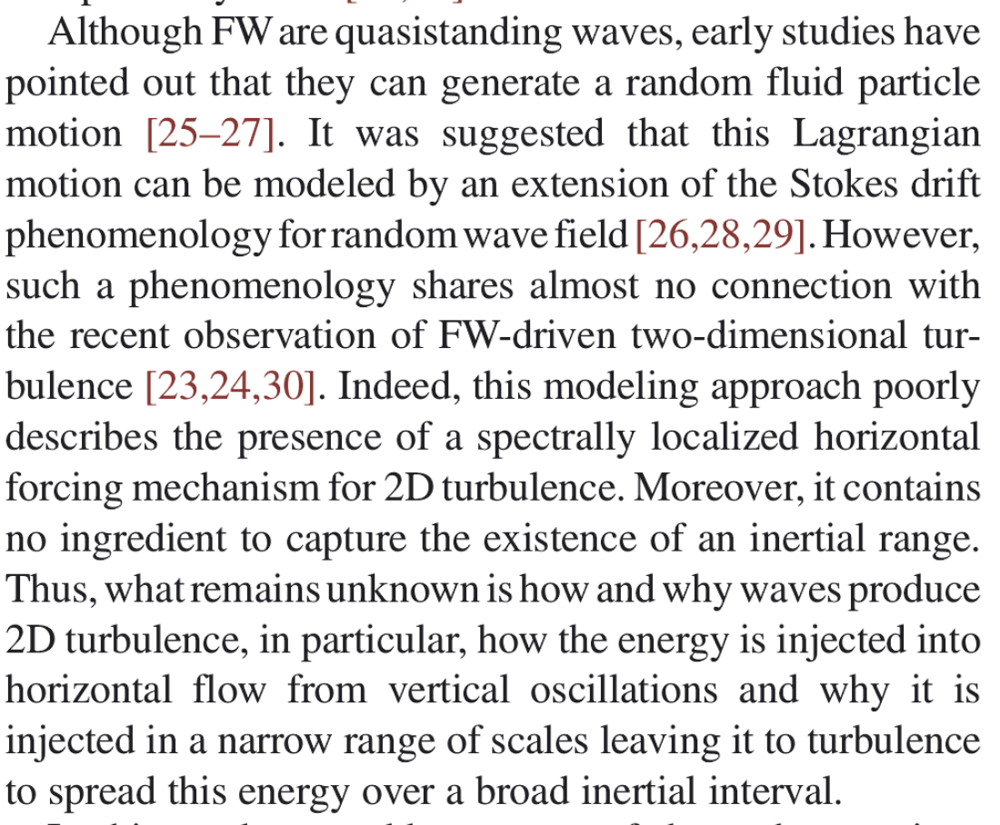 Although FW are quasistanding waves, early studies have
pointed out that they can generate a random fluid particle
motion [25–27]. It was suggested that this Lagrangian
motion can be modeled by an extension of the Stokes drift
phenomenology for random wave field [26,28,29]. However,
such a phenomenology shares almost no connection with
the recent observation of FW-driven two-dimensional tur-
bulence [23,24,30]. Indeed, this modeling approach poorly
describes the presence of a spectrally localized horizontal
forcing mechanism for 2D turbulence. Moreover, it contains
no ingredient to capture the existence of an inertial range.
Thus, what remains unknown is how and why waves produce
2D turbulence, in particular, how the energy is injected into
horizontal flow from vertical oscillations and why it is
injected in a narrow range of scales leaving it to turbulence
to spread this energy over a broad inertial interval.